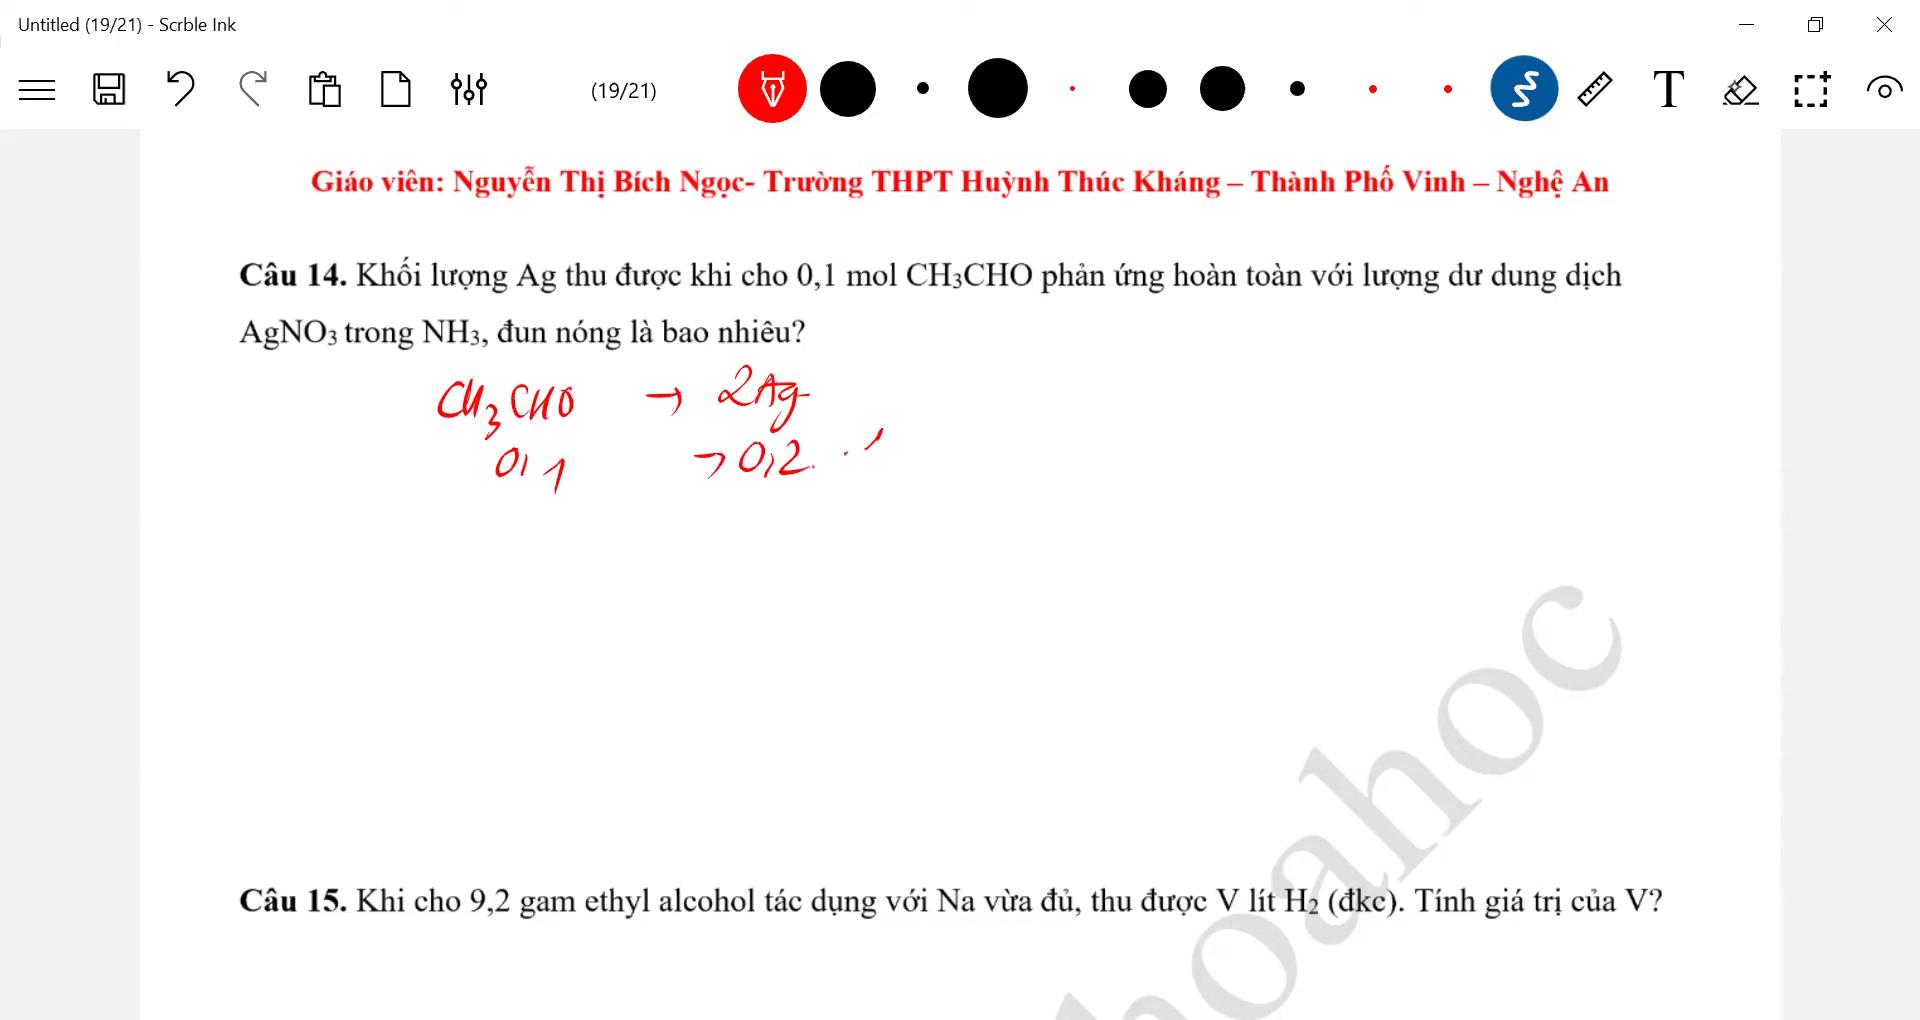 Untitled (19/21) - Scrble Ink
(19/21)
T
Giáo viên: Nguyễn Thị Bích Ngọc- Trường THPT Huỳnh Thúc Kháng – Thành Phố Vinh – Nghệ An
Câu 14. Khối lượng Ag thu được khi cho 0,1 mol CH₃CHO phản ứng hoàn toàn với lượng dư dung dịch
AgNO₃ trong NH₃, đun nóng là bao nhiêu?
CH₃CHO → 2Ag
0,1 → 0,2
Câu 15. Khi cho 9,2 gam ethyl alcohol tác dụng với Na vừa đủ, thu được V lít H₂ (đkc). Tính giá trị của V?
hoahoc